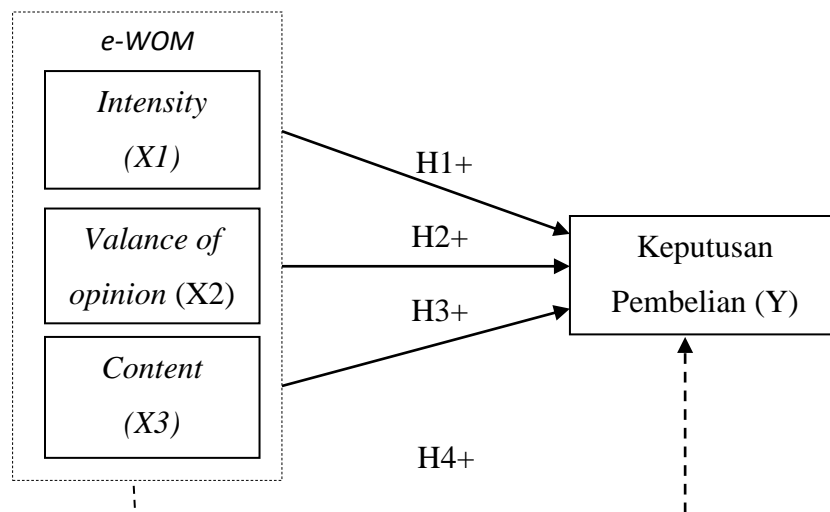 e-WOM
Intensity
(X1)
Valance of
opinion (X2)
Content
(X3)
H1+
H2+
H3+
H4+
Keputusan
Pembelian (Y)